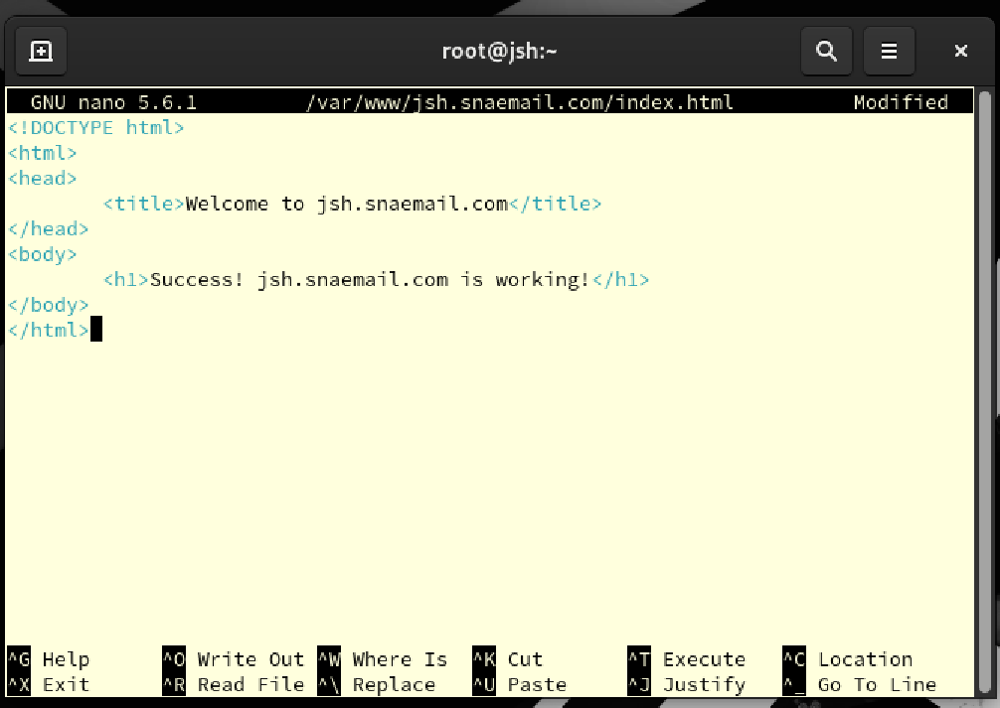 root@jsh:~
GNU nano 5.6.1 /var/www/jsh.snaemail.com/index.html Modified
<!DOCTYPE html>
<html>
<head>
<title>Welcome to jsh.snaemail.com</title>
</head>
<body>
<h1>Success! jsh.snaemail.com is working!</h1>
</body>
</html>
^G Help ^O Write Out ^W Where Is ^K Cut ^T Execute ^C Location
^X Exit ^R Read File ^\ Replace ^U Paste ^J Justify ^_ Go To Line